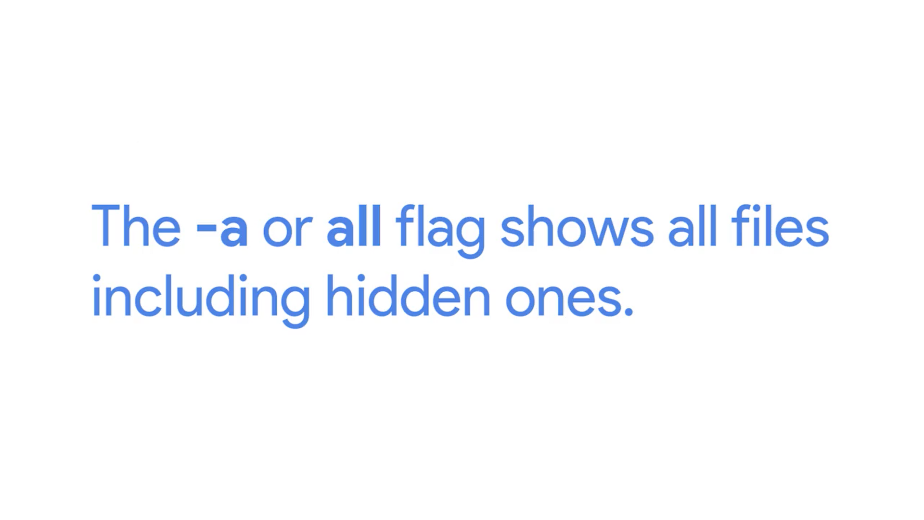 The -a or all flag shows all files
including hidden ones.